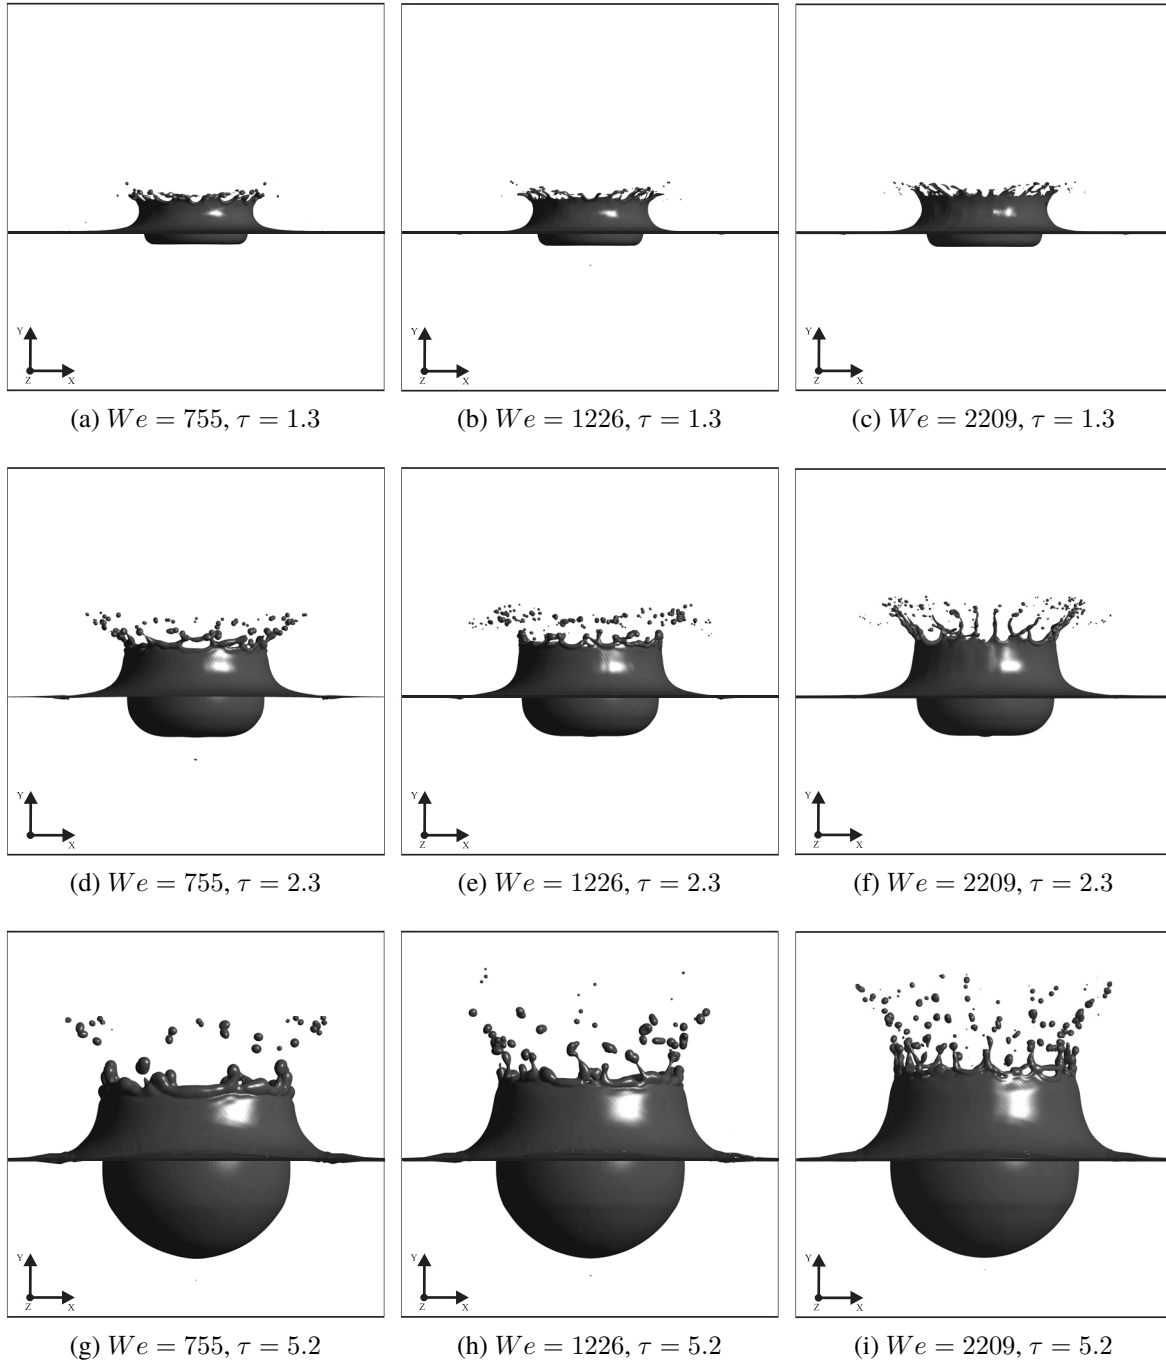 Y
Z X
Y
Z X
Y
Z X
(a) We = 755, τ = 1.3
(b) We = 1226, τ = 1.3
(c) We = 2209, τ = 1.3
Y
X
Y
Z X
Y
Z X
(d) We = 755, τ = 2.3
(e) We = 1226, τ = 2.3
(f) We = 2209, τ = 2.3
Y
Z X
Y
Z X
Y
Z X
(g) We = 755, τ = 5.2
(h) We = 1226, τ = 5.2
(i) We = 2209, τ = 5.2